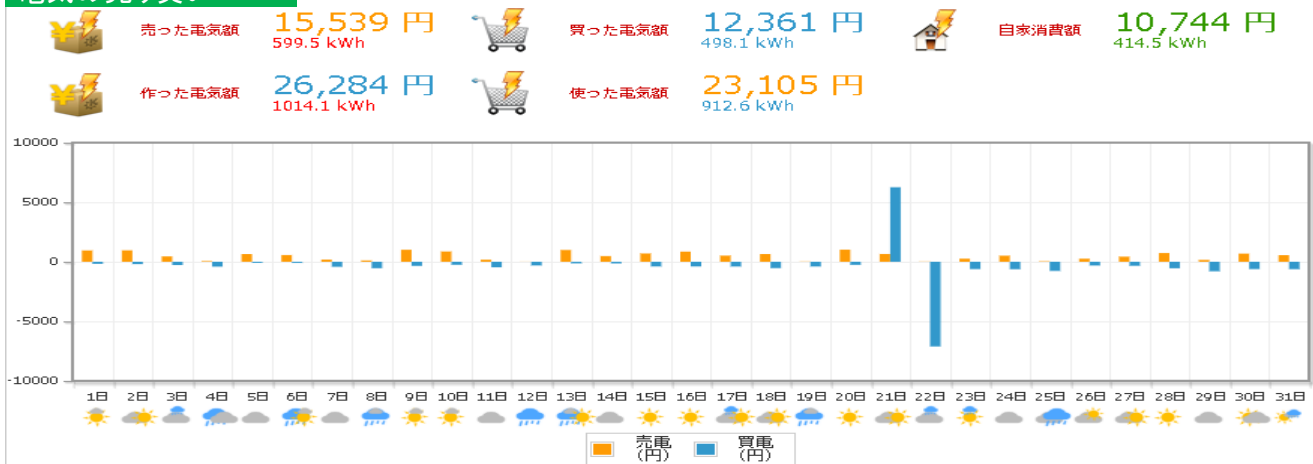 売った電気額 15,539 円 599.5 kWh
買った電気額 12,361 円 498.1 kWh
自家消費額 10,744 円 414.5 kWh
作った電気額 26,284 円 1014.1 kWh
使った電気額 23,105 円 912.6 kWh
10000
5000
0
-5000
-10000
1日 2日 3日 4日 5日 6日 7日 8日 9日 10日 11日 12日 13日 14日 15日 16日 17日 18日 19日 20日 21日 22日 23日 24日 25日 26日 27日 28日 29日 30日 31日
売電 買電
(円) (円)